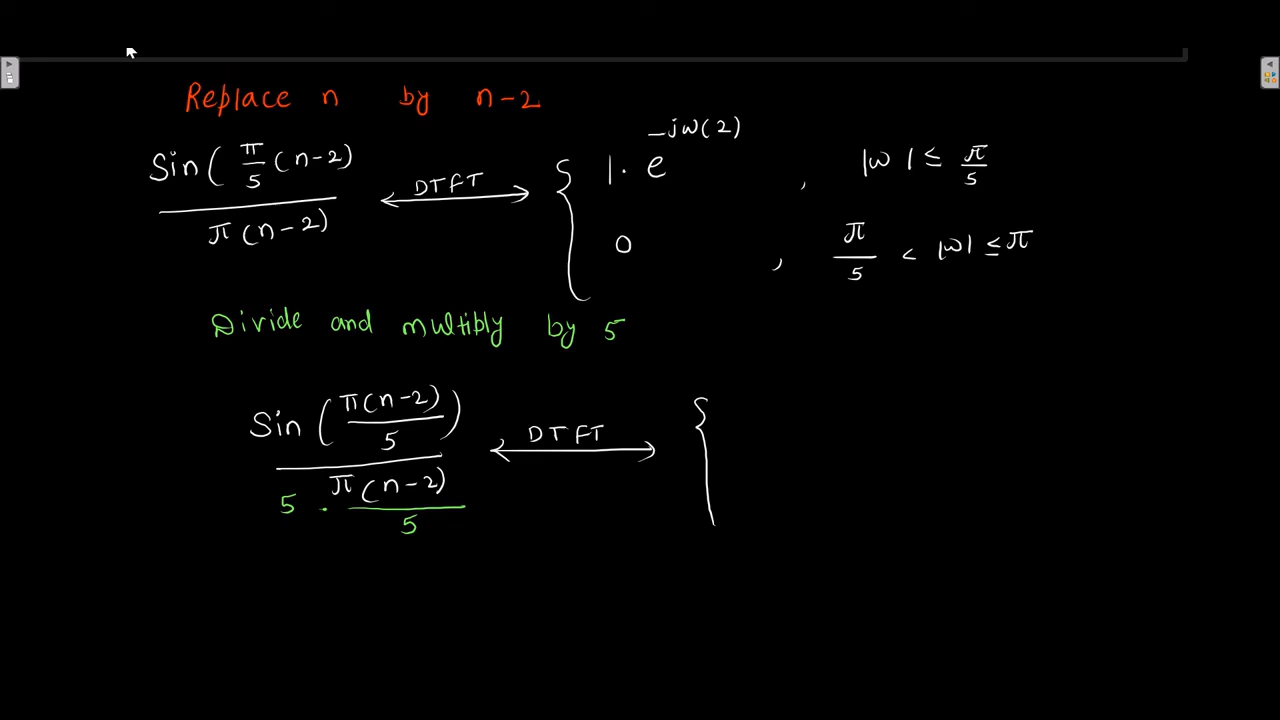 Replace n by n-2
Sin( π/5 (n-2) / π(n-2) DTFT { 1. e^-jω(2) , |ω| ≤ π/5
0 , π/5 < |ω| ≤ π
Divide and multibly by 5
Sin( π(n-2)/5 ) / 5 . π(n-2)/5 DTFT {